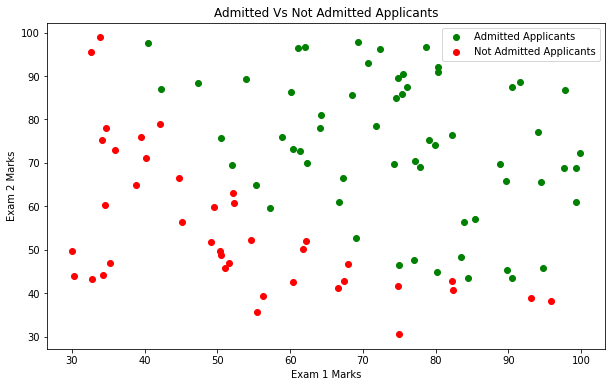 Admitted Vs Not Admitted Applicants
Admitted Applicants
Not Admitted Applicants
100
90
80
70
60
50
40
30
Exam 2 Marks
30 40 50 60 70 80 90 100
Exam 1 Marks